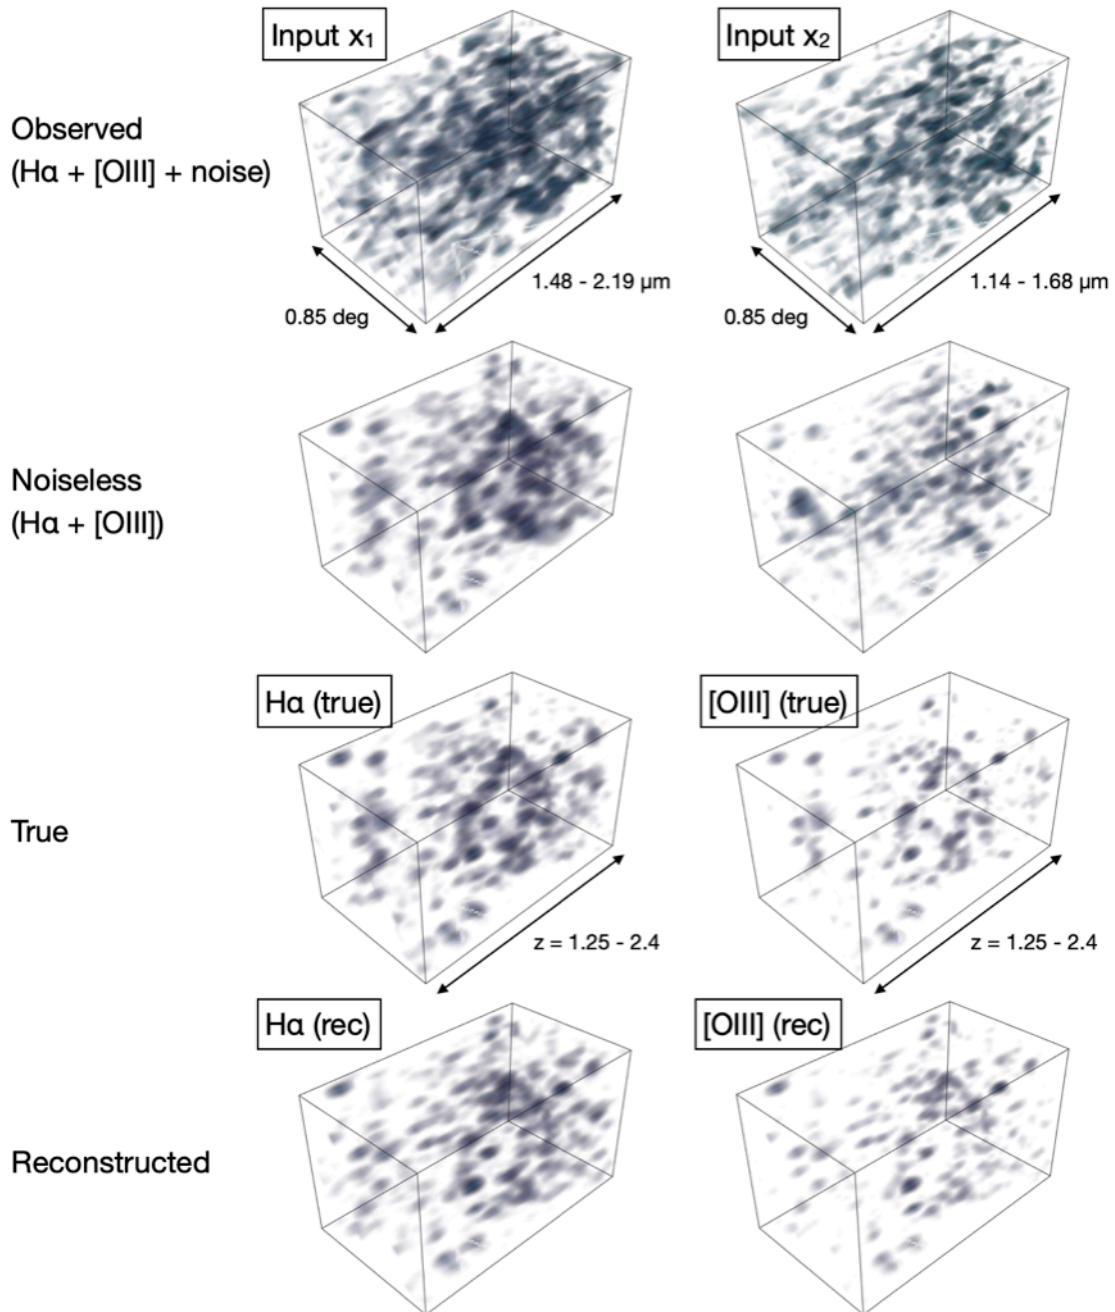 Input x₁
Input x₂
Observed
(Hα + [OIII] + noise)
1.48 - 2.19 μm
0.85 deg
1.14 - 1.68 μm
0.85 deg
Noiseless
(Hα + [OIII])
Hα (true)
[OIII] (true)
True
z = 1.25 - 2.4
z = 1.25 - 2.4
Hα (rec)
[OIII] (rec)
Reconstructed